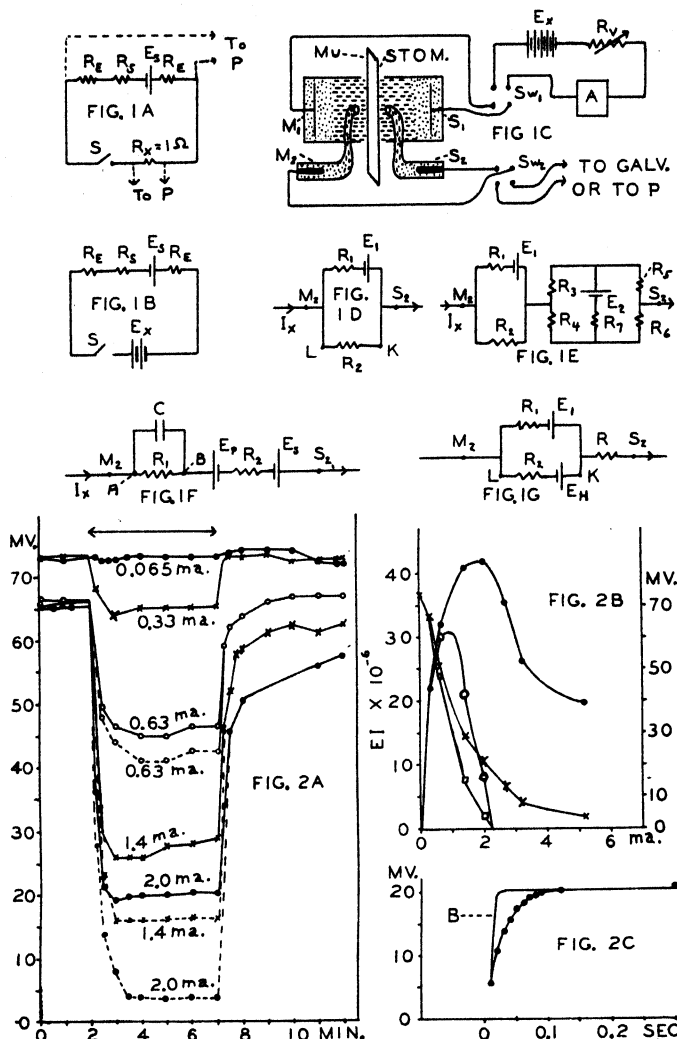 To
P
R_E R_S E_S R_E
FIG. 1A
S R_X=1Ω
To P
Mu STOM.
E_X R_V
Sw_1 A
M_1 S_1 FIG 1C
M_2 S_2 Sw_2 TO GALV.
OR TO P
R_E R_S E_S R_E
FIG. 1B
S E_X
R_1 E_1
M_2 FIG. 1D S_2
I_X
L R_2 K
R_1 E_1 R_5
M_2 R_3 E_2 S_2
I_X R_2 R_4 R_7 R_6
FIG. 1E
C
M_2 R_1 B E_P R_2 E_S S_2
I_X A FIG. 1F
R_1 E_1
M_2 R S_2
L R_2 K
FIG. 1G E_H
MV.
70
60
50
40
30
20
10
0
0.065 ma.
0.33 ma.
0.63 ma.
0.63 ma.
1.4 ma.
2.0 ma.
1.4 ma.
2.0 ma.
FIG. 2A
0 2 4 6 8 10 MIN.
40
30
20
10
0
EI X 10^-6
FIG. 2B
MV.
70
50
30
10
0
0 2 4 ma.
MV.
20
10
0
B
FIG. 2C
0 0.1 0.2 SEC